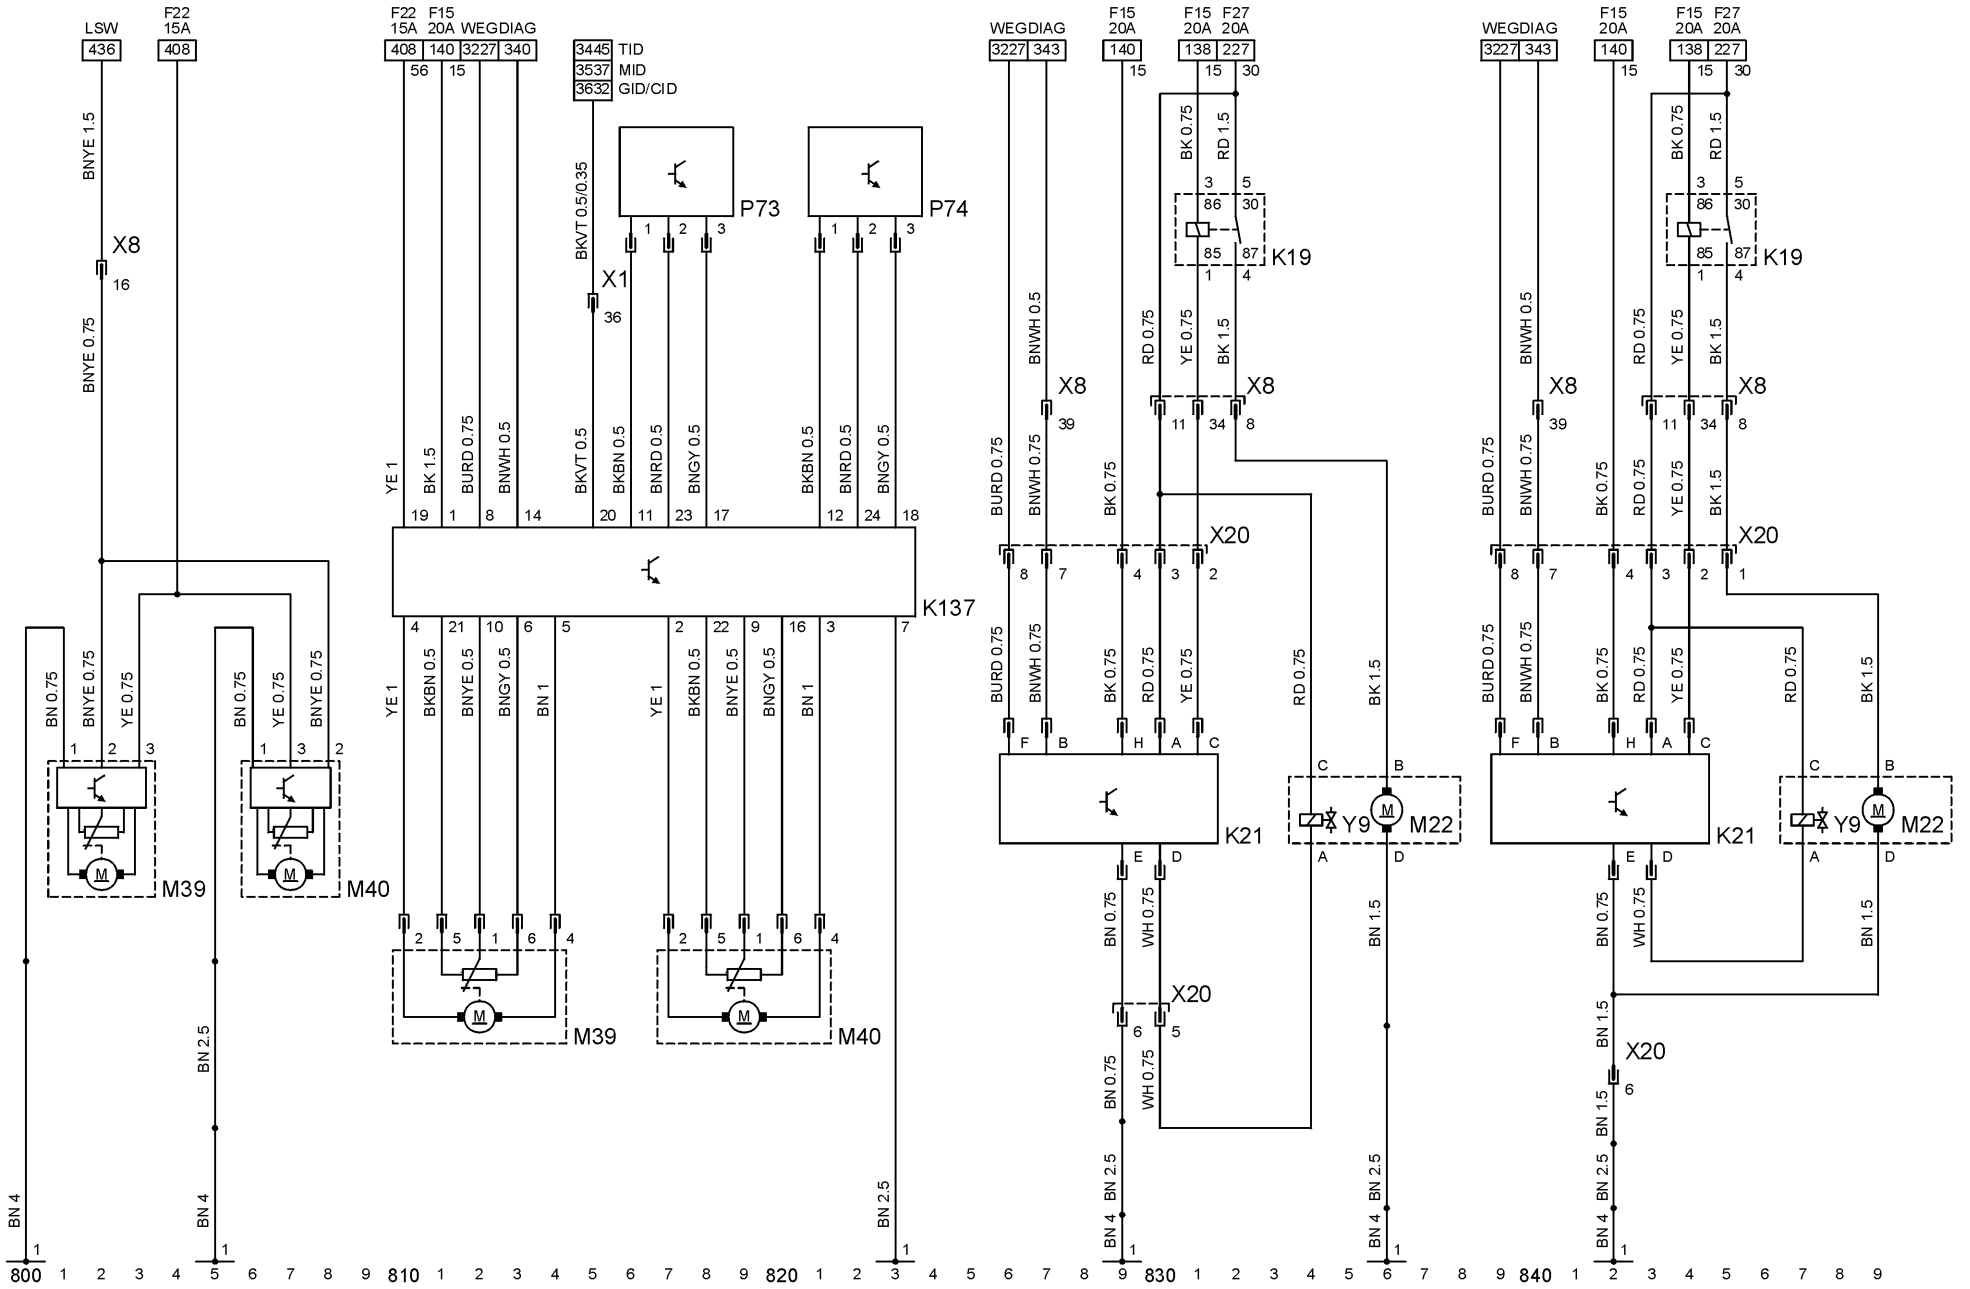 LSW
436
F22
15A
408
F22 F15
15A 20A WEG DIAG
408 140 3227 340
56 15
3445 TID
3537 MID
3632 GID/CID
WEG DIAG
3227 343
F15
20A
140
15
F15 F27
20A 20A
138 227
15 30
WEG DIAG
3227 343
F15
20A
140
15
F15 F27
20A 20A
138 227
15 30
BNYE 1.5
X8
16
BNYE 0.75
BN 0.75
BNYE 0.75
YE 0.75
BN 0.75
YE 0.75
BNYE 0.75
1 2 3
1 3 2
M
M39
M
M40
BN 2.5
BN 4
1
BN 4
1
BKVT 0.5/0.35
X1
36
P73
1 2 3
P74
1 2 3
YE 1
BK 1.5
BURD 0.75
BNWH 0.5
BKVT 0.5
BKBN 0.5
BNRD 0.5
BNGY 0.5
BKBN 0.5
BNRD 0.5
BNGY 0.5
19 1 8 14 20 11 23 17 12 24 18
K137
4 21 10 6 5 2 22 9 16 3 7
YE 1
BKBN 0.5
BNYE 0.5
BNGY 0.5
BN 1
YE 1
BKBN 0.5
BNYE 0.5
BNGY 0.5
BN 1
2 5 1 6 4
2 5 1 6 4
M
M39
M
M40
BN 2.5
1
BK 0.75
RD 1.5
3 5
86 30
85 87
K19
1 4
BNWH 0.5
RD 0.75
YE 0.75
BK 1.5
X8
39
X8
11 34 8
BURD 0.75
BNWH 0.75
BK 0.75
X20
8 7 4 3 2
BURD 0.75
BNWH 0.75
BK 0.75
RD 0.75
YE 0.75
RD 0.75
BK 1.5
F B H A C
K21
C B
Y9
M
M22
A D
E D
BN 0.75
WH 0.75
BN 1.5
X20
6 5
BN 0.75
WH 0.75
BN 2.5
BN 4
1
BN 2.5
BN 4
1
BK 0.75
RD 1.5
3 5
86 30
85 87
K19
1 4
BNWH 0.5
RD 0.75
YE 0.75
BK 1.5
X8
39
X8
11 34 8
BURD 0.75
BNWH 0.75
BK 0.75
RD 0.75
YE 0.75
BK 1.5
X20
8 7 4 3 2 1
BURD 0.75
BNWH 0.75
BK 0.75
RD 0.75
YE 0.75
RD 0.75
BK 1.5
F B H A C
K21
C B
Y9
M
M22
A D
E D
BN 0.75
WH 0.75
BN 1.5
BN 1.5
X20
6
BN 1.5
BN 2.5
BN 4
1
800 1 2 3 4 5 6 7 8 9 810 1 2 3 4 5 6 7 8 9 820 1 2 3 4 5 6 7 8 9 830 1 2 3 4 5 6 7 8 9 840 1 2 3 4 5 6 7 8 9